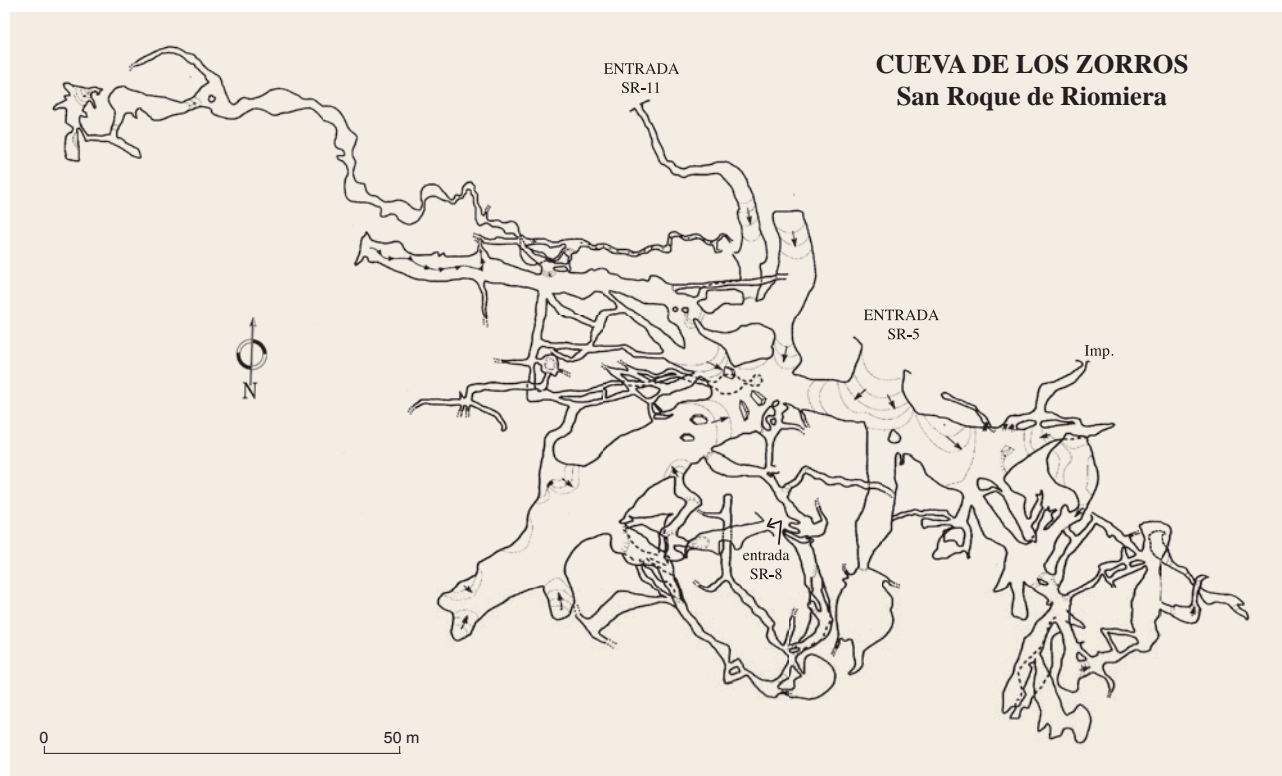 CUEVA DE LOS ZORROS
San Roque de Riomiera
ENTRADA
SR-11
ENTRADA
SR-5
Imp.
N
entrada
SR-8
0
50 m